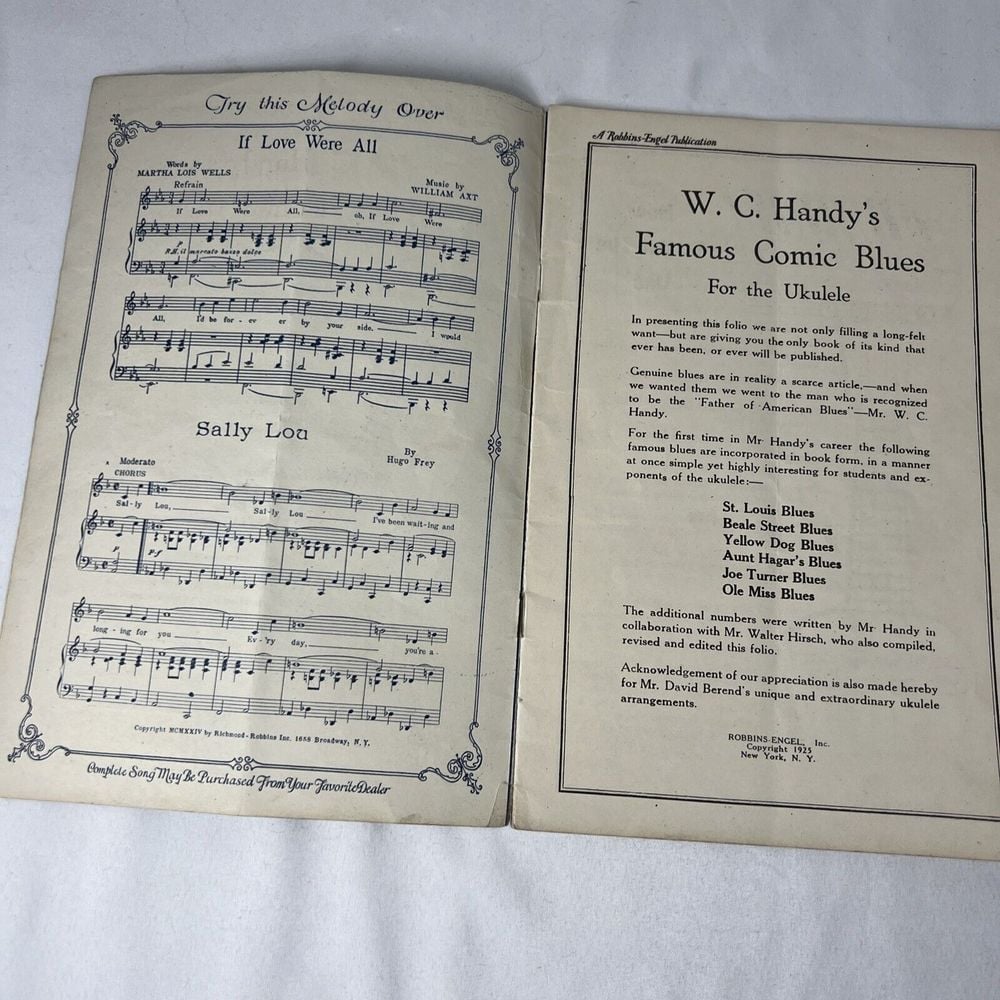 Try this Melody Over
If Love Were All
Words by
MARTHA LOIS WELLS
Music by
WILLIAM AXT
Refrain
If Love Were All, oh, If Love Were
R.H. il marcato basso dolce
All, I'd be for - ev er by your side. I would
Sally Lou
By
Hugo Frey
Moderato
CHORUS
Sal - ly Lou, Sal - ly Lou I've been wait - ing and
p
p-f
long - ing for you Ev - 'ry day, you're a -
Copyright MCMXXIV by Richmond - Robbins Inc. 1658 Broadway, N. Y.
Complete Song May Be Purchased From Your Favorite Dealer
A Robbins-Engel Publication
W. C. Handy's
Famous Comic Blues
For the Ukulele
In presenting this folio we are not only filling a long-felt
want—but are giving you the only book of its kind that
ever has been, or ever will be published.
Genuine blues are in reality a scarce article,—and when
we wanted them we went to the man who is recognized
to be the "Father of American Blues"—Mr. W. C.
Handy.
For the first time in Mr Handy's career the following
famous blues are incorporated in book form, in a manner
at once simple yet highly interesting for students and ex-
ponents of the ukulele:—
St. Louis Blues
Beale Street Blues
Yellow Dog Blues
Aunt Hagar's Blues
Joe Turner Blues
Ole Miss Blues
The additional numbers were written by Mr Handy in
collaboration with Mr. Walter Hirsch, who also compiled,
revised and edited this folio.
Acknowledgement of our appreciation is also made hereby
for Mr. David Berend's unique and extraordinary ukulele
arrangements.
ROBBINS-ENGEL, Inc.
Copyright 1925
New York, N. Y.